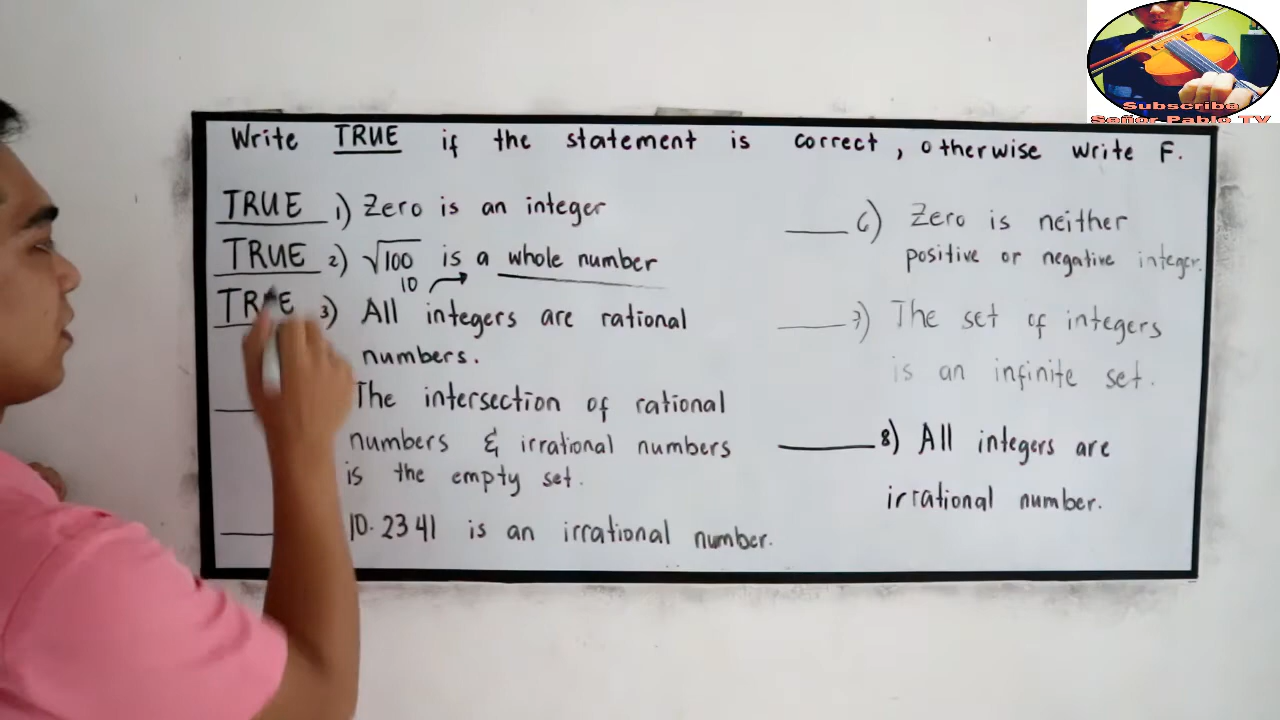 Write TRUE if the statement is correct, otherwise write F.
TRUE 1) Zero is an integer
TRUE 2) √100 is a whole number
10
TRUE 3) All integers are rational
numbers.
The intersection of rational
numbers & irrational numbers
is the empty set.
10.2341 is an irrational number.
6) Zero is neither
positive or negative integer.
7) The set of integers
is an infinite set.
8) All integers are
irrational number.
Subscribe
Señor Pablo TV